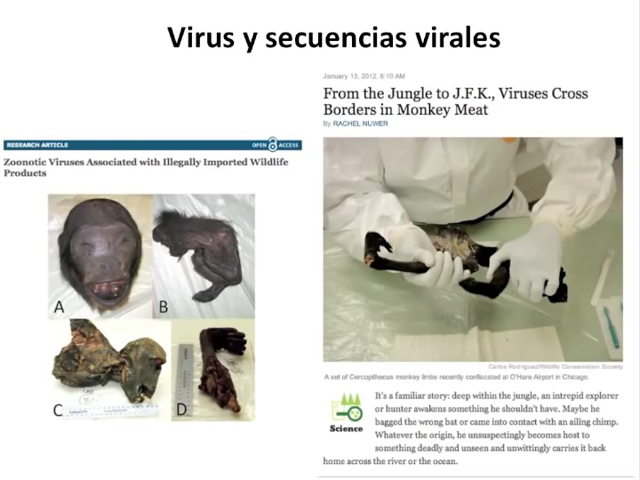 Virus y secuencias virales
RESEARCH ARTICLE
OPEN ACCESS
Zoonotic Viruses Associated with Illegally Imported Wildlife
Products
A
B
C
D
January 13, 2012, 8:10 AM
From the Jungle to J.F.K., Viruses Cross
Borders in Monkey Meat
By RACHEL NUWER
Carlos Rodriguez/Wildlife Conservation Society
A set of Cercopithecus monkey limbs recently confiscated at O'Hare Airport in Chicago.
Science
It's a familiar story: deep within the jungle, an intrepid explorer
or hunter awakens something he shouldn't have. Maybe he
bagged the wrong bat or came into contact with an ailing chimp.
Whatever the origin, he unsuspectingly becomes host to
something deadly and unseen and unwittingly carries it back
home across the river or the ocean.